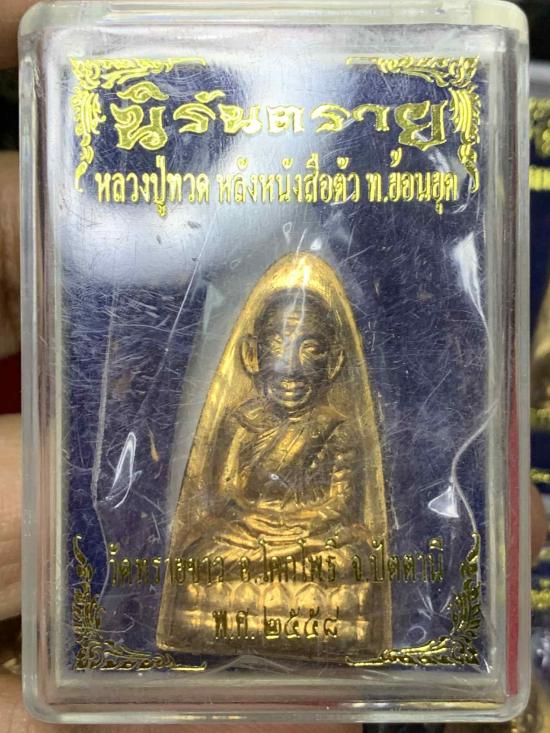 นิรันตราย
หลวงปู่ทวด หลังหนังสือตัว ท.ย้อนยุค
วัดทรายขาว อ.โคกโพธิ์ จ.ปัตตานี
พ.ศ. ๒๕๕๘